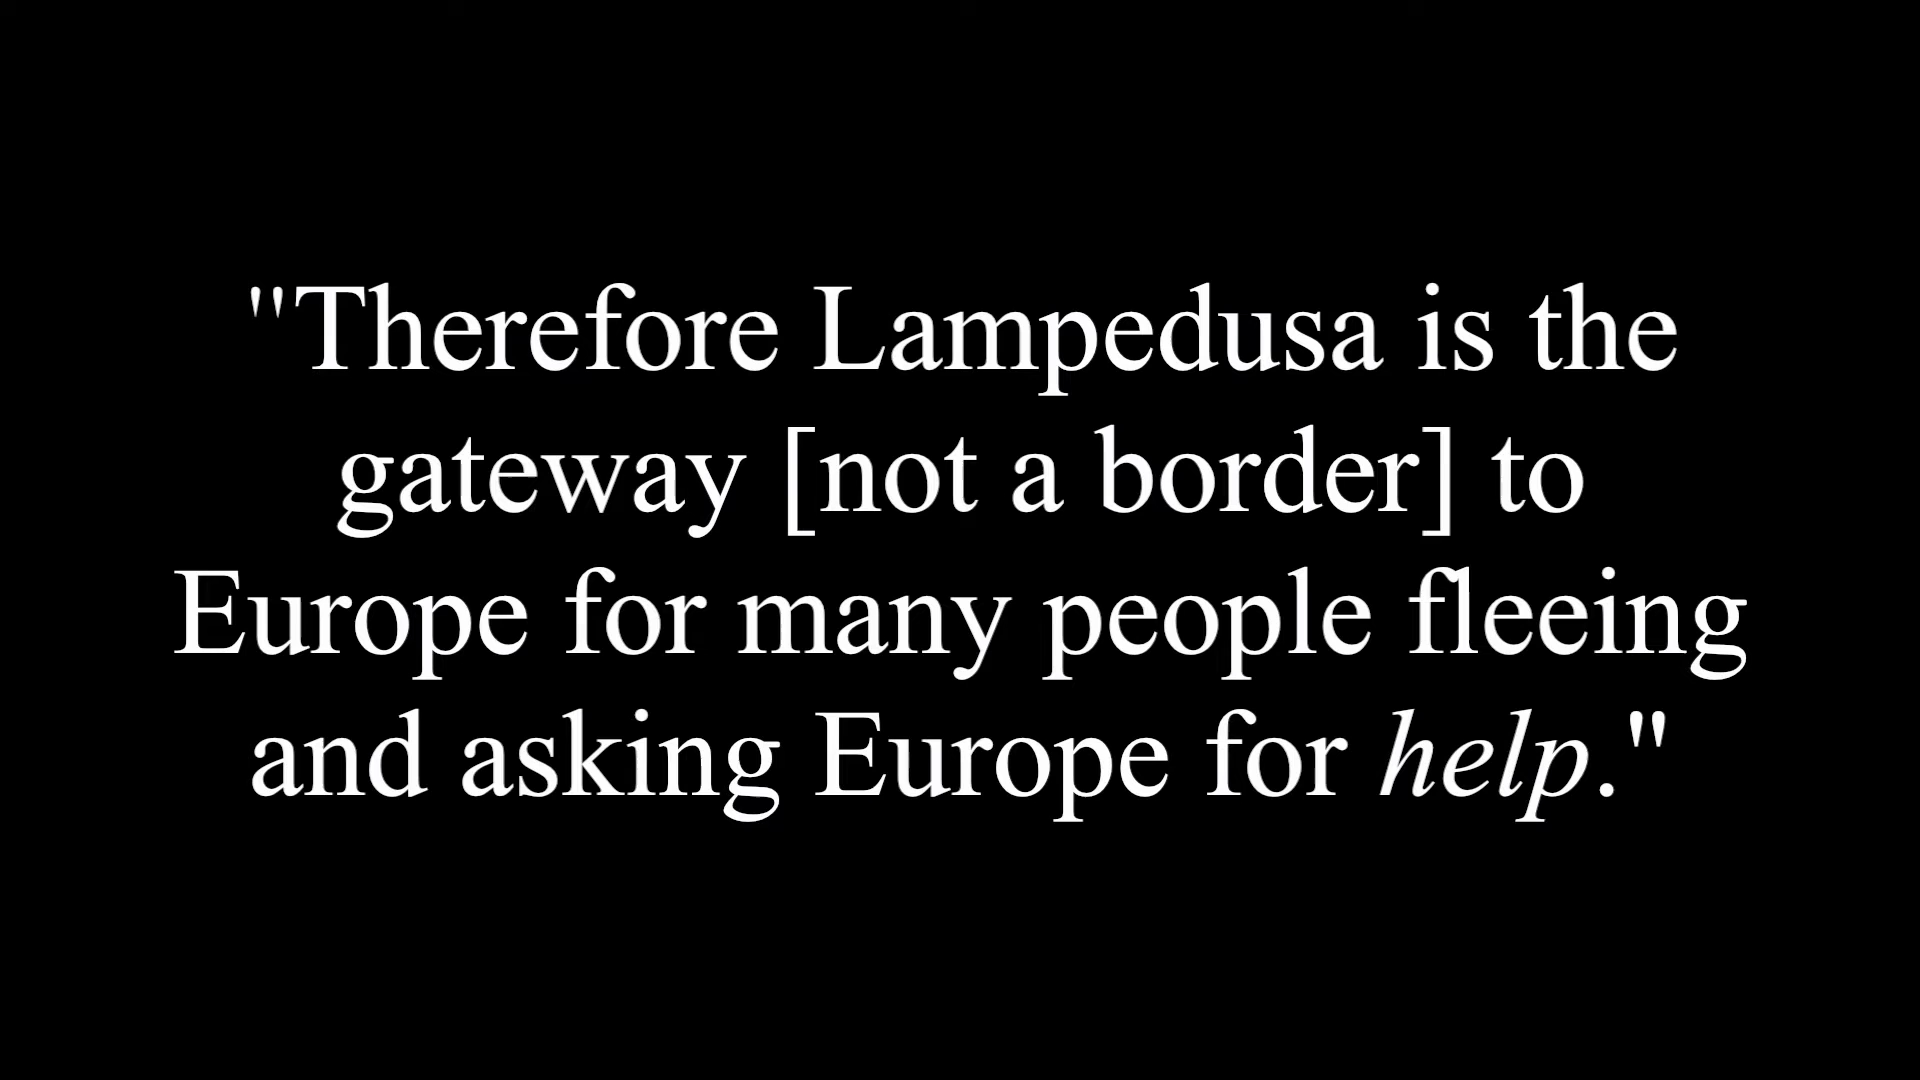 "Therefore Lampedusa is the
gateway [not a border] to
Europe for many people fleeing
and asking Europe for help."